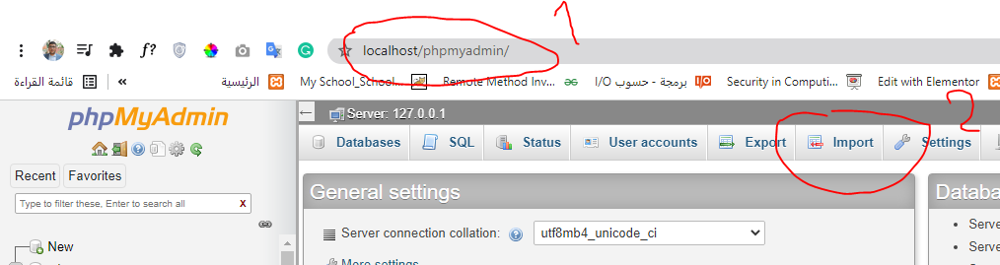 1
f?
localhost/phpmyadmin/
قائمة القراءة
«
الرئيسية
My School_School...
Remote Method Inv...
برمجة - حسوب I/O
Security in Computi...
Edit with Elementor
phpMyAdmin
Server: 127.0.0.1
2
Databases
SQL
Status
User accounts
Export
Import
Settings
Recent
Favorites
General settings
Databa
Type to filter these, Enter to search all
X
Server connection collation:
utf8mb4_unicode_ci
Serve
Serve
New
More settings